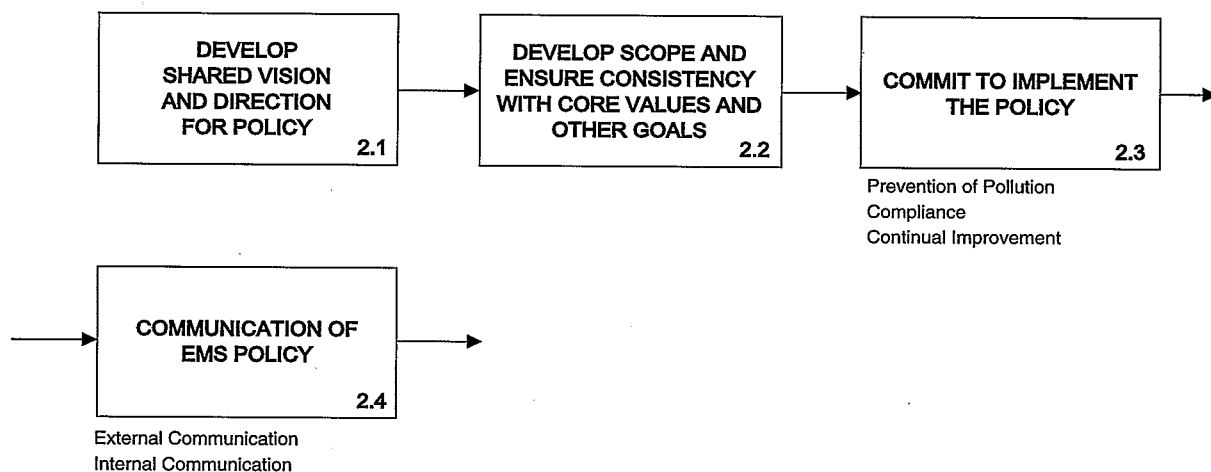 DEVELOP
SHARED VISION
AND DIRECTION
FOR POLICY
2.1
DEVELOP SCOPE AND
ENSURE CONSISTENCY
WITH CORE VALUES AND
OTHER GOALS
2.2
COMMIT TO IMPLEMENT
THE POLICY
2.3
Prevention of Pollution
Compliance
Continual Improvement
COMMUNICATION OF
EMS POLICY
2.4
External Communication
Internal Communication